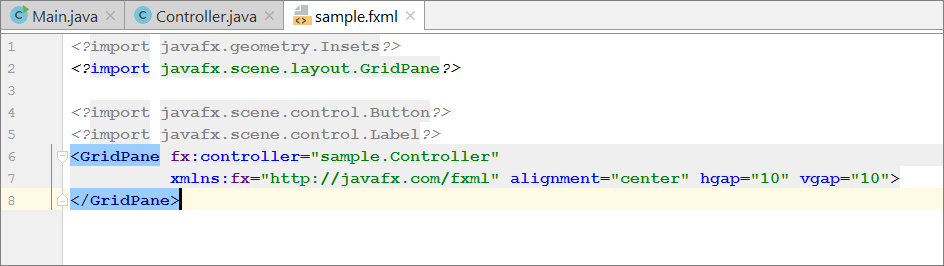 Main.java Controller.java sample.fxml
1 <?import javafx.geometry.Insets?>
2 <?import javafx.scene.layout.GridPane?>
3
4 <?import javafx.scene.control.Button?>
5 <?import javafx.scene.control.Label?>
6 <GridPane fx:controller="sample.Controller"
7 xmlns:fx="http://javafx.com/fxml" alignment="center" hgap="10" vgap="10">
8 </GridPane>